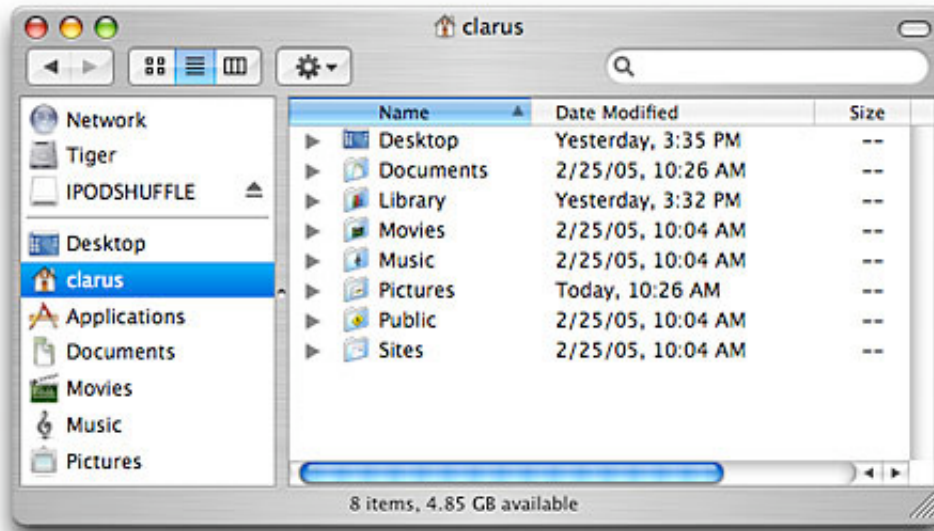 clarus
Network
Tiger
IPODSHUFFLE
Desktop
clarus
Applications
Documents
Movies
Music
Pictures
Name Date Modified Size
Desktop Yesterday, 3:35 PM --
Documents 2/25/05, 10:26 AM --
Library Yesterday, 3:32 PM --
Movies 2/25/05, 10:04 AM --
Music 2/25/05, 10:04 AM --
Pictures Today, 10:26 AM --
Public 2/25/05, 10:04 AM --
Sites 2/25/05, 10:04 AM --
8 items, 4.85 GB available